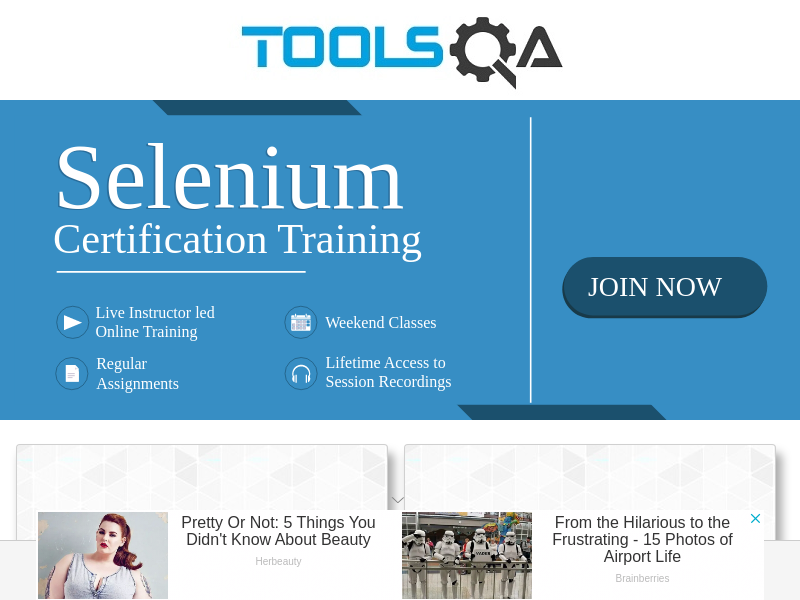 TOOLSQA
Selenium
Certification Training
Live Instructor led
Online Training
Weekend Classes
Regular
Assignments
Lifetime Access to
Session Recordings
JOIN NOW
Pretty Or Not: 5 Things You
Didn't Know About Beauty
Herbeauty
VADER
From the Hilarious to the
Frustrating - 15 Photos of
Airport Life
Brainberries